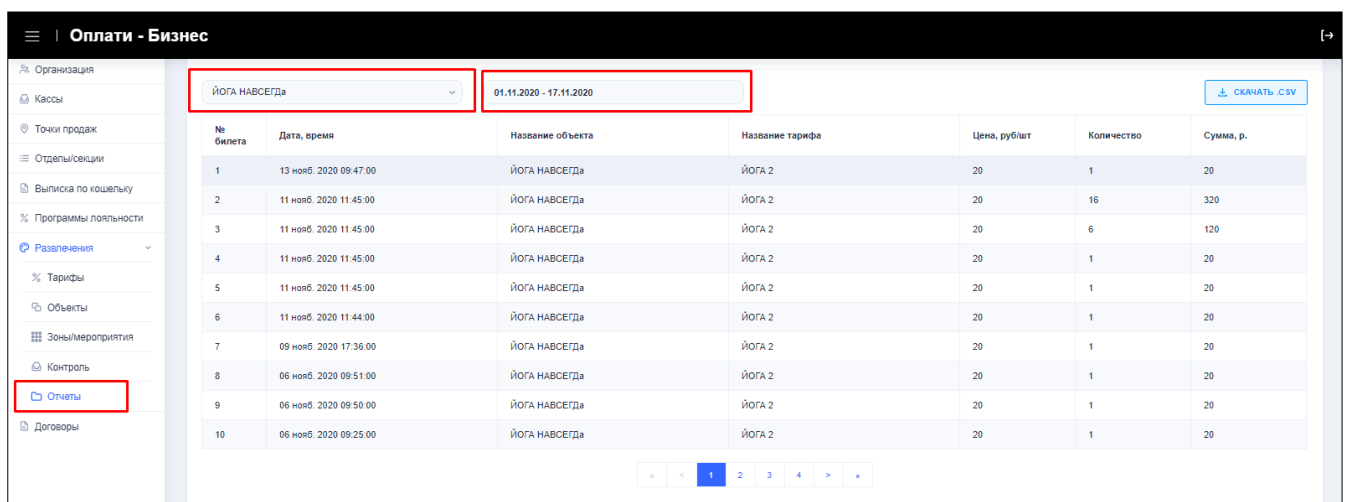 Оплати - Бизнес
Организация
Кассы
Точки продаж
Отделы/секции
Выписка по кошельку
Программы лояльности
Развлечения
Тарифы
Объекты
Зоны/мероприятия
Контроль
Отчеты
Договоры
ЙОГА НАВСЕГДа 01.11.2020 - 17.11.2020 СКАЧАТЬ .CSV
№ билета Дата, время Название объекта Название тарифа Цена, руб/шт Количество Сумма, р.
1 13 нояб. 2020 09:47:00 ЙОГА НАВСЕГДа ЙОГА 2 20 1 20
2 11 нояб. 2020 11:45:00 ЙОГА НАВСЕГДа ЙОГА 2 20 16 320
3 11 нояб. 2020 11:45:00 ЙОГА НАВСЕГДа ЙОГА 2 20 6 120
4 11 нояб. 2020 11:45:00 ЙОГА НАВСЕГДа ЙОГА 2 20 1 20
5 11 нояб. 2020 11:45:00 ЙОГА НАВСЕГДа ЙОГА 2 20 1 20
6 11 нояб. 2020 11:44:00 ЙОГА НАВСЕГДа ЙОГА 2 20 1 20
7 09 нояб. 2020 17:36:00 ЙОГА НАВСЕГДа ЙОГА 2 20 1 20
8 06 нояб. 2020 09:51:00 ЙОГА НАВСЕГДа ЙОГА 2 20 1 20
9 06 нояб. 2020 09:50:00 ЙОГА НАВСЕГДа ЙОГА 2 20 1 20
10 06 нояб. 2020 09:25:00 ЙОГА НАВСЕГДа ЙОГА 2 20 1 20
« < 1 2 3 4 > »